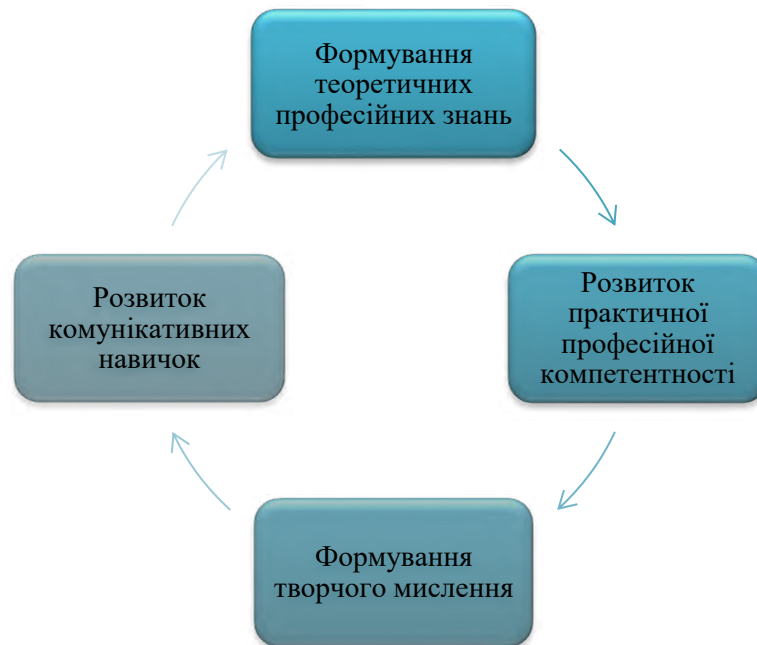 Формування
теоретичних
професійних знань
Розвиток
практичної
професійної
компетентності
Формування
творчого мислення
Розвиток
комунікативних
навичок